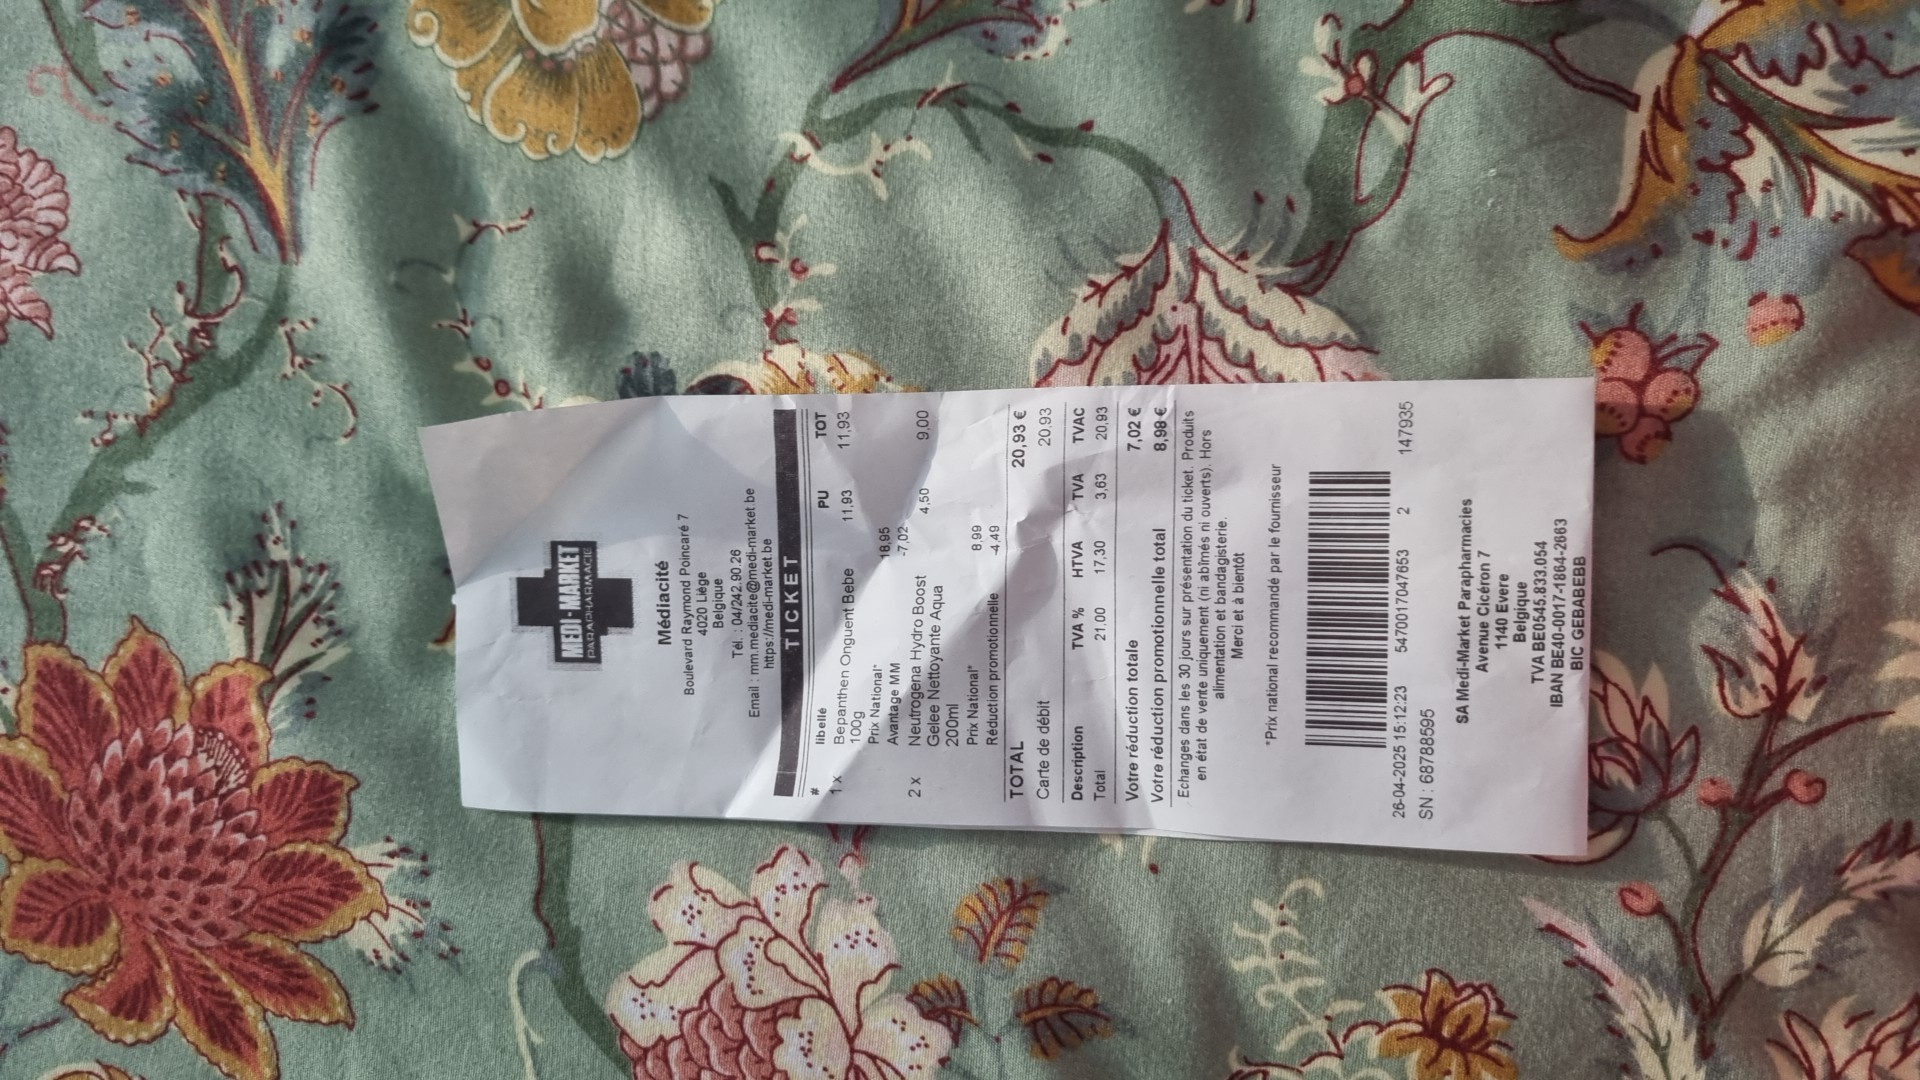 MEDI-MARKET
PARAPHARMACIE
Médiacité
Boulevard Raymond Poincaré 7
4020 Liège
Belgique
Tél. : 04/242.90.26
Email : mm.mediacite@medi-market.be
https://medi-market.be
TICKET
# libellé PU TOT
1 x Bepanthen Onguent Bebe 11,93 11,93
100g
Prix National* 18,95
Avantage MM -7,02
2 x Neutrogena Hydro Boost 4,50 9,00
Gelee Nettoyante Aqua
200ml
Prix National* 8,99
Réduction promotionnelle -4,49
TOTAL 20,93 €
Carte de débit 20,93
Description TVA % HTVA TVA TVAC
Total 21,00 17,30 3,63 20,93
Votre réduction totale 7,02 €
Votre réduction promotionnelle total 8,98 €
Echanges dans les 30 jours sur présentation du ticket. Produits
en état de vente uniquement (ni abîmés ni ouverts). Hors
alimentation et bandagisterie.
Merci et à bientôt
*Prix national recommandé par le fournisseur
26-04-2025 15:12:23 5470017047653 2 147935
SN : 68788595
SA Medi-Market Parapharmacies
Avenue Cicéron 7
1140 Evere
Belgique
TVA BE0545.833.054
IBAN BE40-0017-1864-2663
BIC GEBABEBB